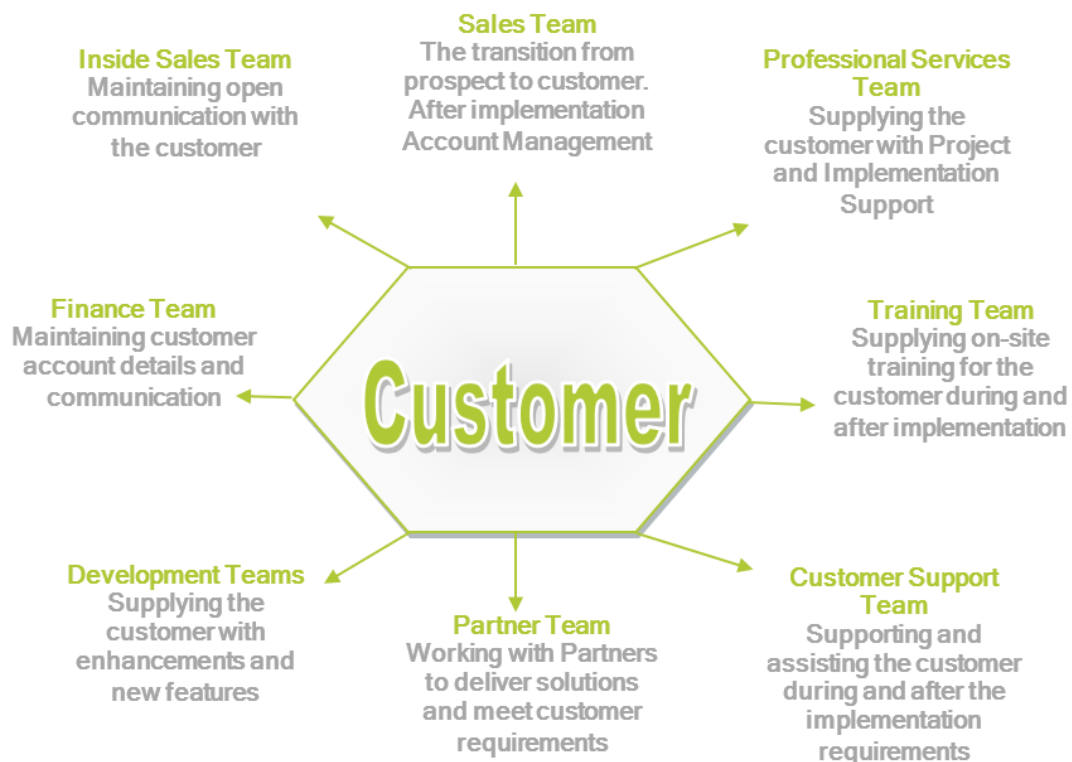 Sales Team
The transition from
prospect to customer.
After implementation
Account Management
Inside Sales Team
Maintaining open
communication with
the customer
Professional Services
Team
Supplying the
customer with Project
and Implementation
Support
Finance Team
Maintaining customer
account details and
communication
Customer
Training Team
Supplying on-site
training for the
customer during and
after implementation
Development Teams
Supplying the
customer with
enhancements and
new features
Partner Team
Working with Partners
to deliver solutions
and meet customer
requirements
Customer Support
Team
Supporting and
assisting the customer
during and after the
implementation
requirements